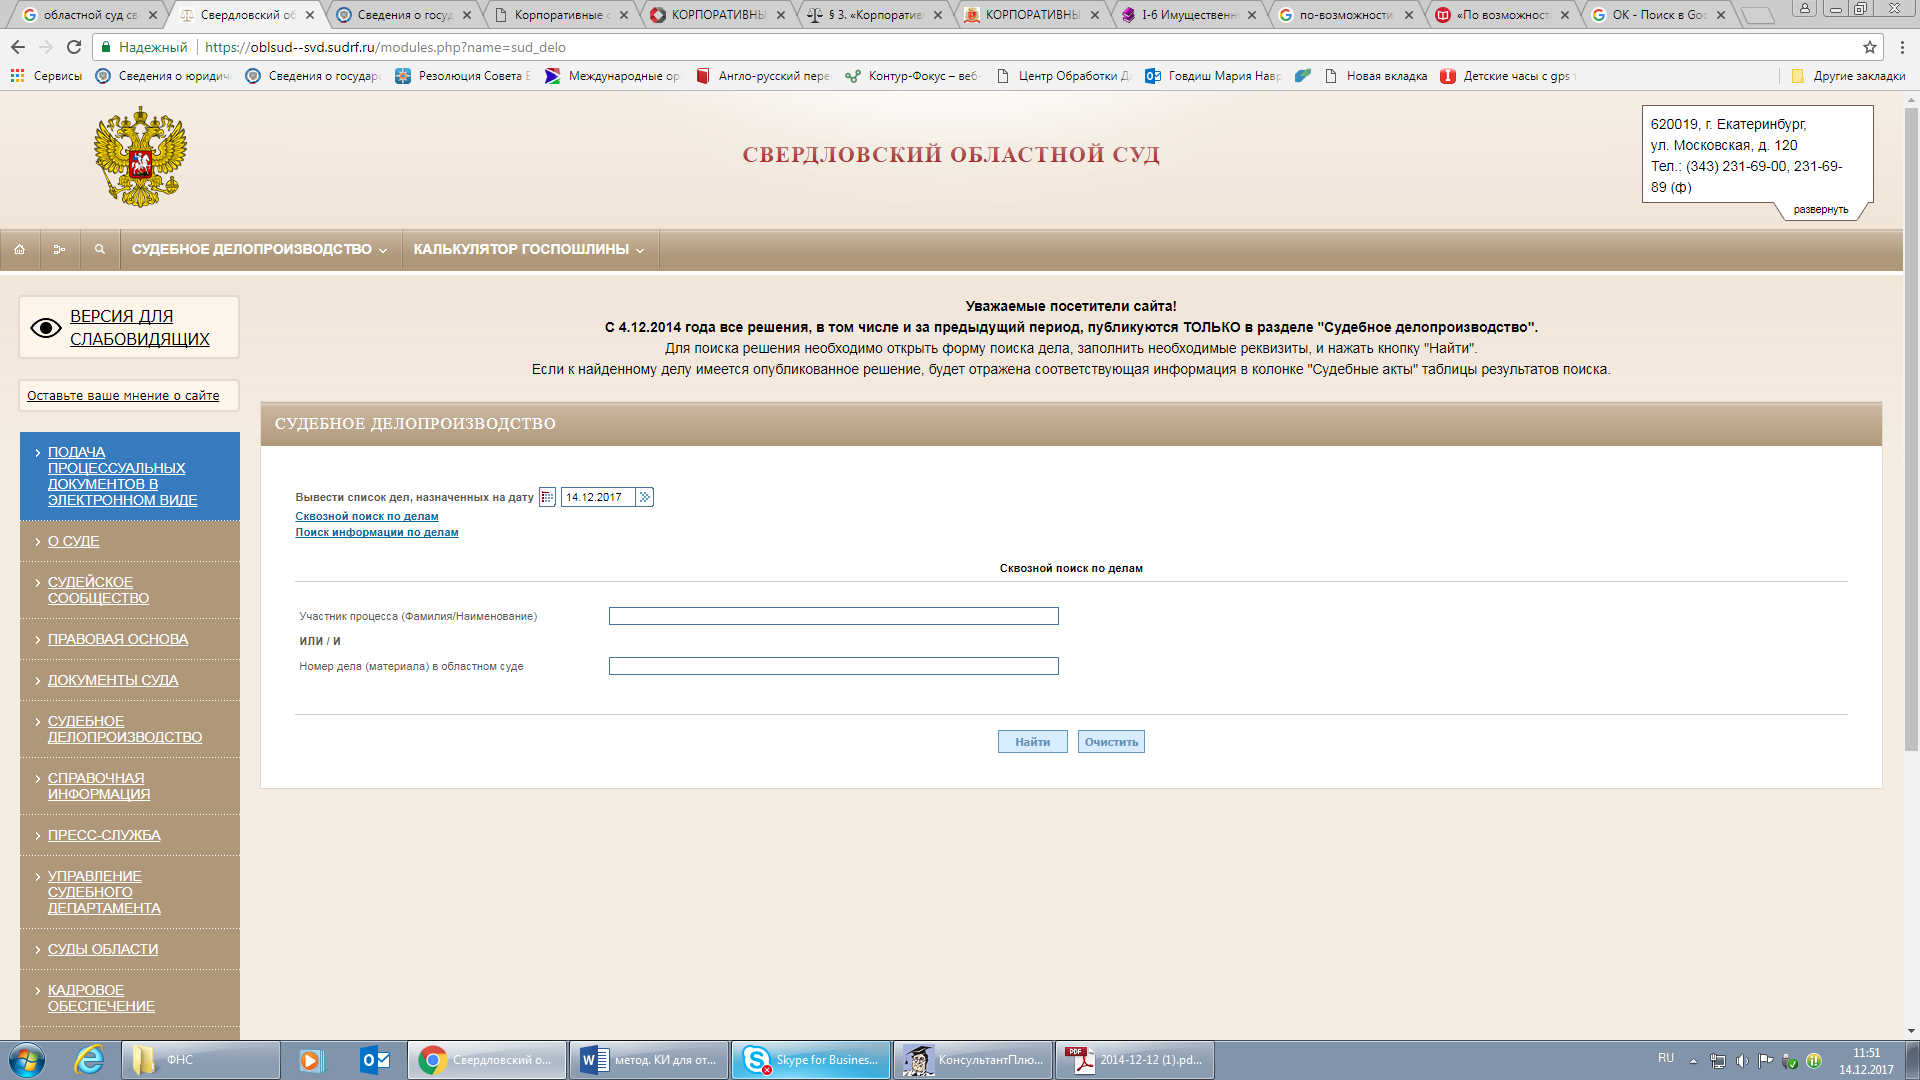 областной суд св
Свердловский об
Сведения о госуд
Корпоративные с
КОРПОРАТИВНЫ
§ 3. «Корпоратив
КОРПОРАТИВНЫ
I-6 Имуществен
по-возможности
«По возможност
ОК - Поиск в Goo
Надежный
https://oblsud--svd.sudrf.ru/modules.php?name=sud_delo
Сервисы
Сведения о юридич
Сведения о государ
Резолюция Совета Б
Международные ор
Англо-русский пере
Контур-Фокус – веб-
Центр Обработки Д
Говдиш Мария Навр
Новая вкладка
Детские часы с gps т
Другие закладки
СВЕРДЛОВСКИЙ ОБЛАСТНОЙ СУД
620019, г. Екатеринбург,
ул. Московская, д. 120
Тел.: (343) 231-69-00, 231-69-
89 (ф)
развернуть
СУДЕБНОЕ ДЕЛОПРОИЗВОДСТВО
КАЛЬКУЛЯТОР ГОСПОШЛИНЫ
ВЕРСИЯ ДЛЯ
СЛАБОВИДЯЩИХ
Оставьте ваше мнение о сайте
ПОДАЧА
ПРОЦЕССУАЛЬНЫХ
ДОКУМЕНТОВ В
ЭЛЕКТРОННОМ ВИДЕ
О СУДЕ
СУДЕЙСКОЕ
СООБЩЕСТВО
ПРАВОВАЯ ОСНОВА
ДОКУМЕНТЫ СУДА
СУДЕБНОЕ
ДЕЛОПРОИЗВОДСТВО
СПРАВОЧНАЯ
ИНФОРМАЦИЯ
ПРЕСС-СЛУЖБА
УПРАВЛЕНИЕ
СУДЕБНОГО
ДЕПАРТАМЕНТА
СУДЫ ОБЛАСТИ
КАДРОВОЕ
ОБЕСПЕЧЕНИЕ
Уважаемые посетители сайта!
С 4.12.2014 года все решения, в том числе и за предыдущий период, публикуются ТОЛЬКО в разделе "Судебное делопроизводство".
Для поиска решения необходимо открыть форму поиска дела, заполнить необходимые реквизиты, и нажать кнопку "Найти".
Если к найденному делу имеется опубликованное решение, будет отражена соответствующая информация в колонке "Судебные акты" таблицы результатов поиска.
СУДЕБНОЕ ДЕЛОПРОИЗВОДСТВО
Вывести список дел, назначенных на дату 14.12.2017
Сквозной поиск по делам
Поиск информации по делам
Сквозной поиск по делам
Участник процесса (Фамилия/Наименование)
ИЛИ / И
Номер дела (материала) в областном суде
Найти
Очистить
ФНС
Свердловский о...
метод. КИ для от...
Skype for Busines...
КонсультантПлю...
PDF
2014-12-12 (1).pd...
RU
11:51
14.12.2017